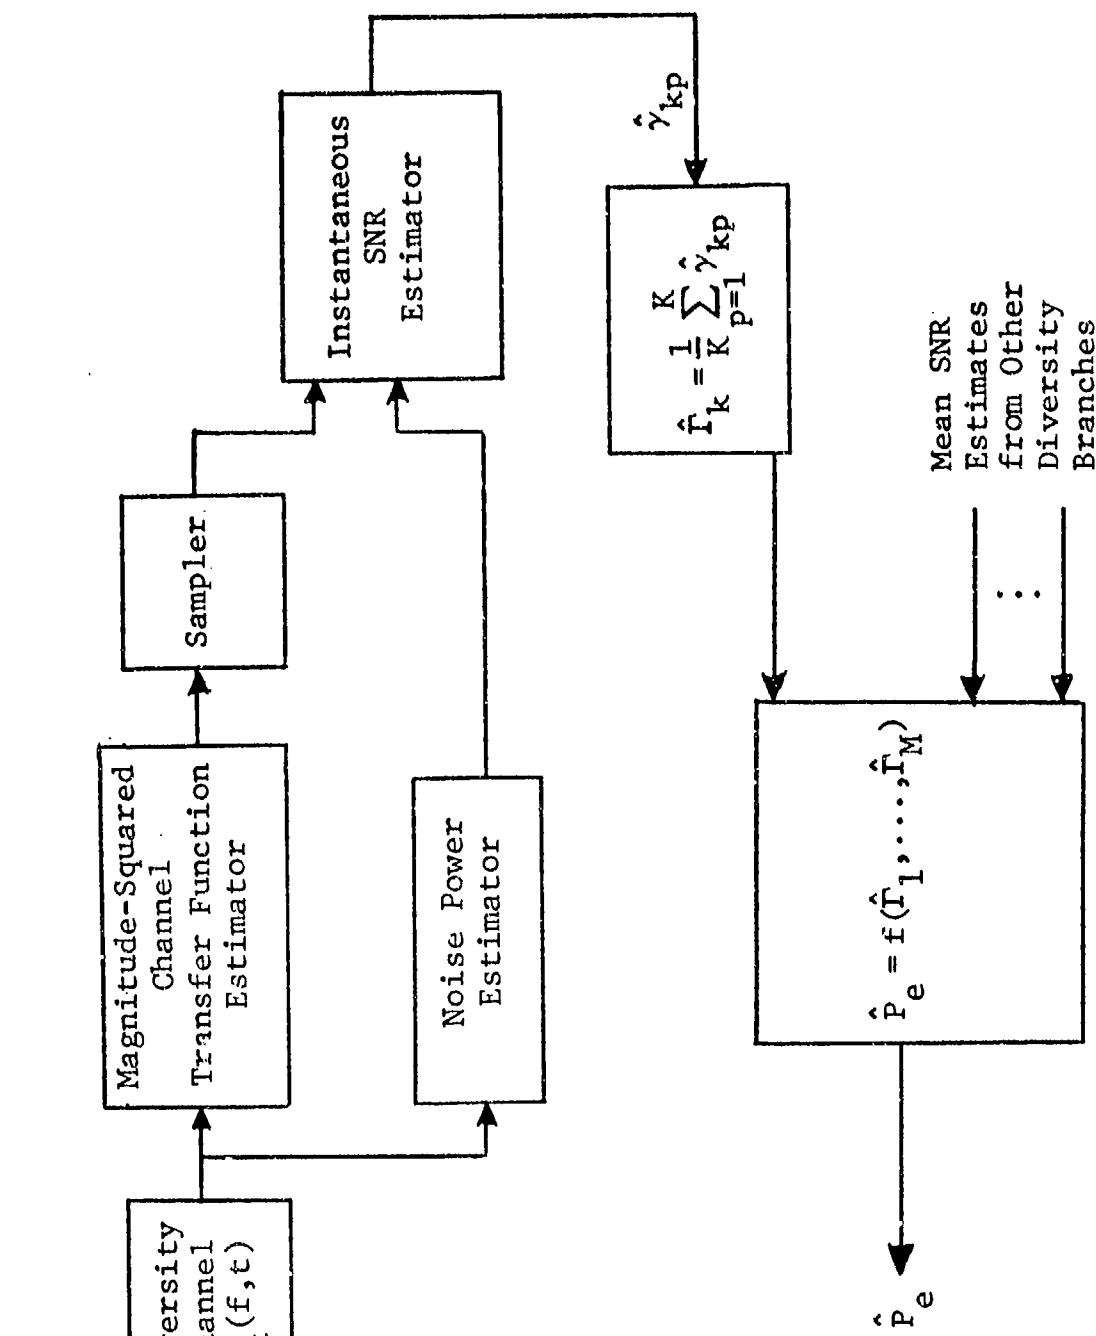 ersity
annel
(f,t)
Magnitude-Squared
Channel
Transfer Function
Estimator
Sampler
Noise Power
Estimator
Instantaneous
SNR
Estimator
γ̂kp
Γ̂k = 1/K K∑p=1 γ̂kp
Mean SNR
Estimates
from Other
Diversity
Branches
P̂e = f(Γ̂1,....,Γ̂M)
P̂e